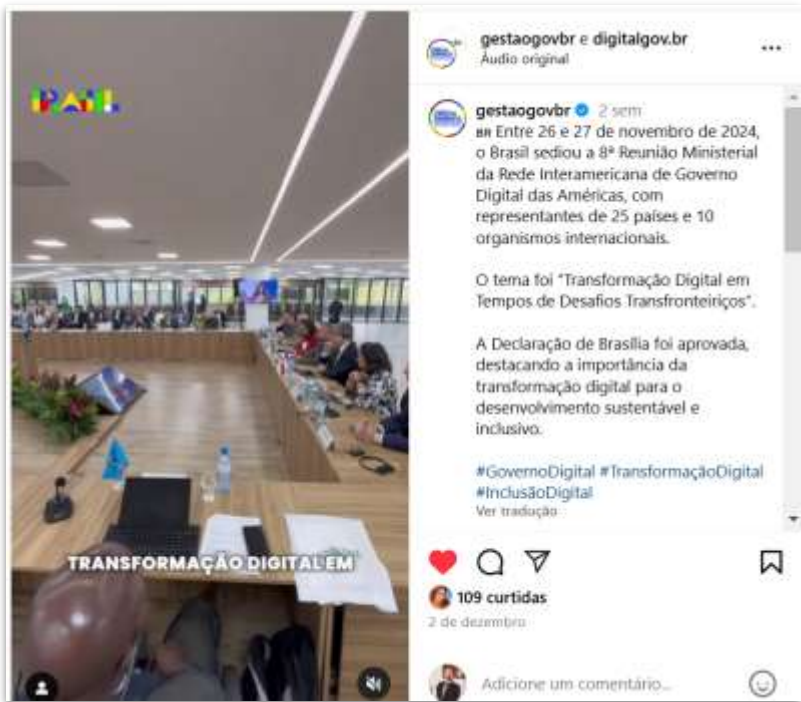 BRASIL
TRANSFORMAÇÃO DIGITAL EM
gestaogovbr e digitalgov.br
Áudio original
gestaogovbr 2 sem
BR Entre 26 e 27 de novembro de 2024,
o Brasil sediou a 8ª Reunião Ministerial
da Rede Interamericana de Governo
Digital das Américas, com
representantes de 25 países e 10
organismos internacionais.
O tema foi "Transformação Digital em
Tempos de Desafios Transfronteiriços".
A Declaração de Brasília foi aprovada,
destacando a importância da
transformação digital para o
desenvolvimento sustentável e
inclusivo.
#GovernoDigital #TransformaçãoDigital
#InclusãoDigital
Ver tradução
109 curtidas
2 de dezembro
Adicione um comentário...